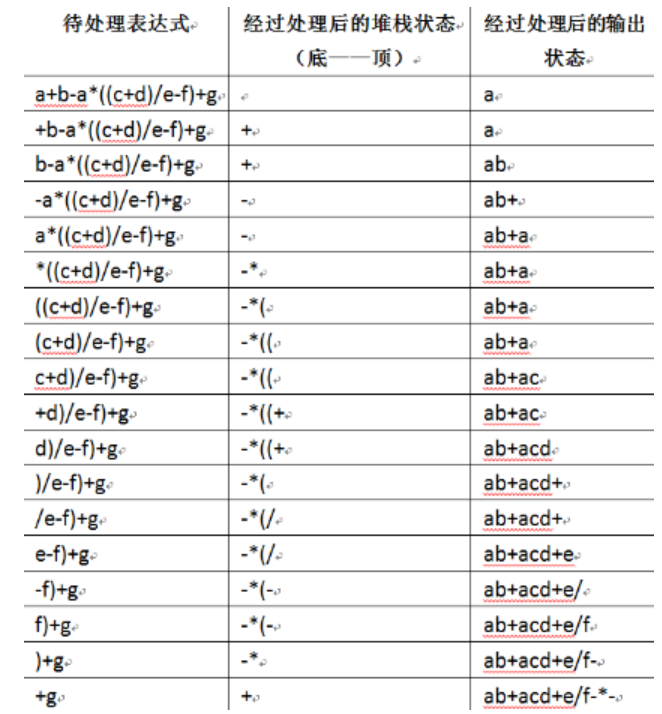 待处理表达式 经过处理后的堆栈状态（底——顶） 经过处理后的输出状态
a+b-a*((c+d)/e-f)+g a
+b-a*((c+d)/e-f)+g + a
b-a*((c+d)/e-f)+g + ab
-a*((c+d)/e-f)+g - ab+
a*((c+d)/e-f)+g - ab+a
*((c+d)/e-f)+g -* ab+a
((c+d)/e-f)+g -*( ab+a
(c+d)/e-f)+g -*(( ab+a
c+d)/e-f)+g -*(( ab+ac
+d)/e-f)+g -*((+ ab+ac
d)/e-f)+g -*((+ ab+acd
)/e-f)+g -*( ab+acd+
/e-f)+g -*(/ ab+acd+
e-f)+g -*(/ ab+acd+e
-f)+g -*(- ab+acd+e/
f)+g -*(- ab+acd+e/f
)+g -* ab+acd+e/f-
+g + ab+acd+e/f-*-